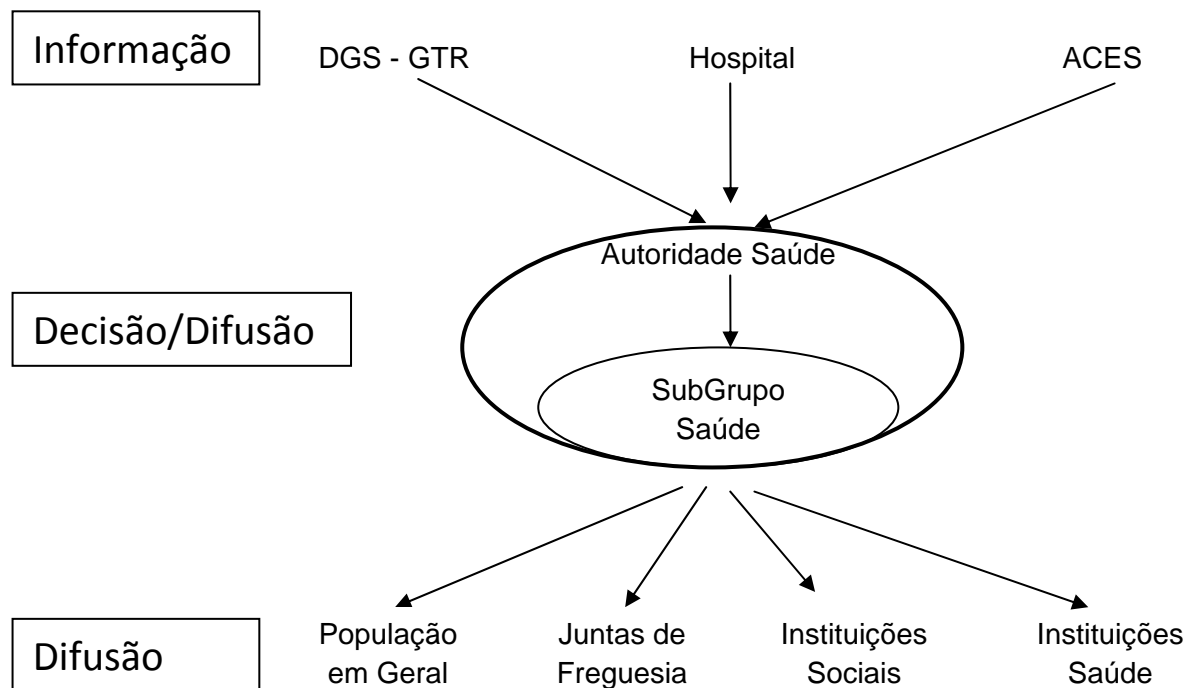 Informação
DGS - GTR
Hospital
ACES
Autoridade Saúde
Decisão/Difusão
SubGrupo
Saúde
Difusão
População
em Geral
Juntas de
Freguesia
Instituições
Sociais
Instituições
Saúde